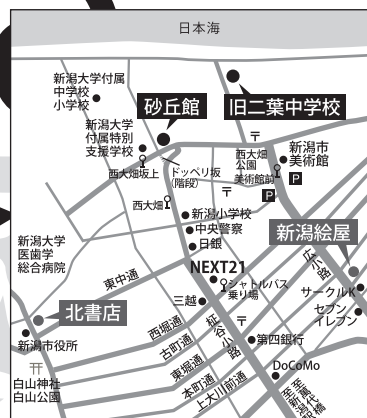 日本海
新潟大学付属
中学校
小学校
砂丘館
旧二葉中学校
新潟大学
付属特別
支援学校
〒
西大畑
公園
新潟市
美術館
西大畑坂上
ドッペリ坂
(階段)
美術館前
P
〒
P
西大畑
新潟小学校
中央警察
日銀
新潟絵屋
新潟大学
医歯学
総合病院
NEXT21
広小路
シャトルバス
乗り場
東中通
サークルK
三越
セブン
イレブン
北書店
西堀通
柾谷小路
〒
新潟市役所
古町通
第四銀行
東堀通
白山神社
白山公園
本町通
DoCoMo
上大川前通
至新潟駅